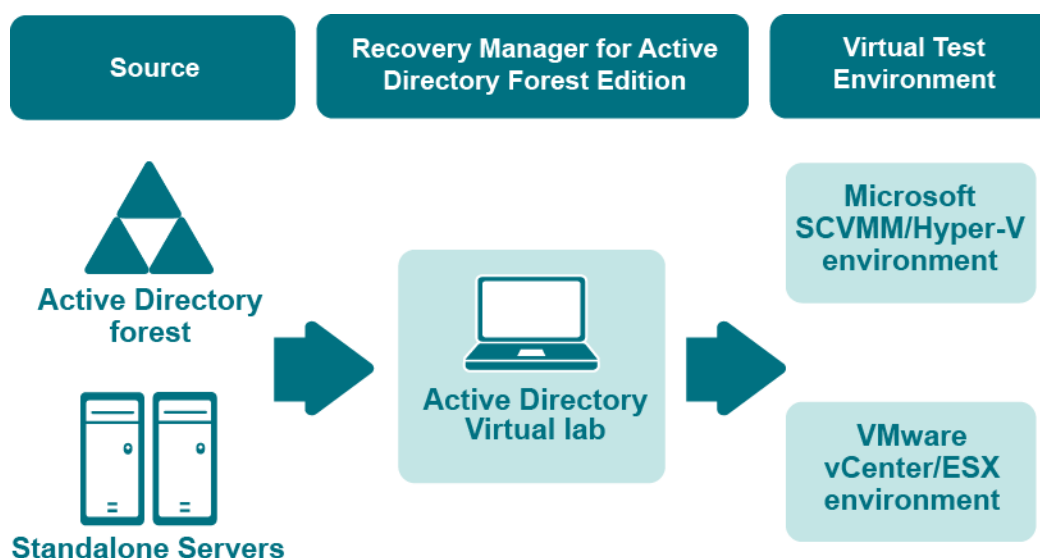 Source
Recovery Manager for Active
Directory Forest Edition
Virtual Test
Environment
Active Directory
forest
Standalone Servers
Active Directory
Virtual lab
Microsoft
SCVMM/Hyper-V
environment
VMware
vCenter/ESX
environment